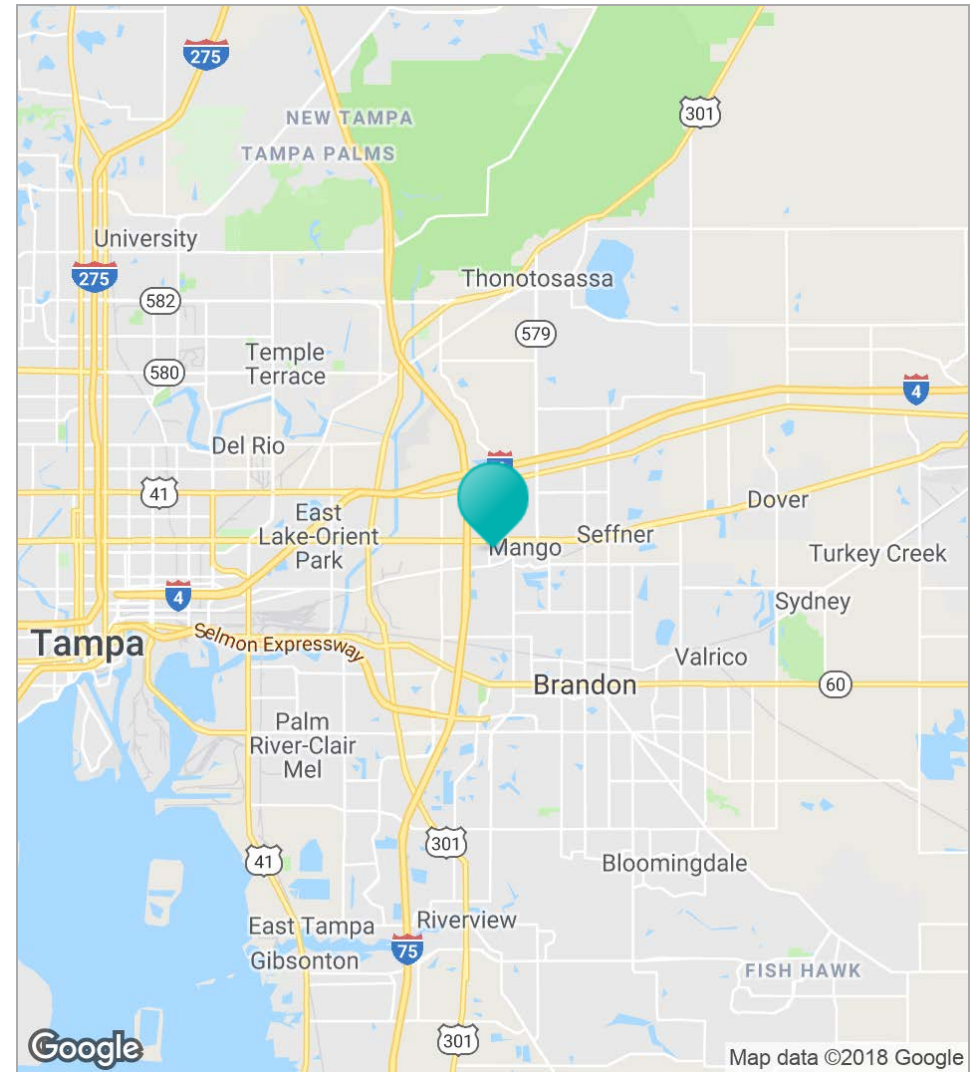 275
NEW TAMPA
301
TAMPA PALMS
University
275
Thonotosassa
582
579
Temple
Terrace
580
4
Del Rio
41
Dover
East
Lake-Orient
Park
Seffner
Mango
Turkey Creek
4
Sydney
Tampa
Selmon Expressway
Valrico
Brandon
60
Palm
River-Clair
Mel
301
41
Bloomingdale
East Tampa
Riverview
75
Gibsonton
FISH HAWK
301
Google
Map data ©2018 Google